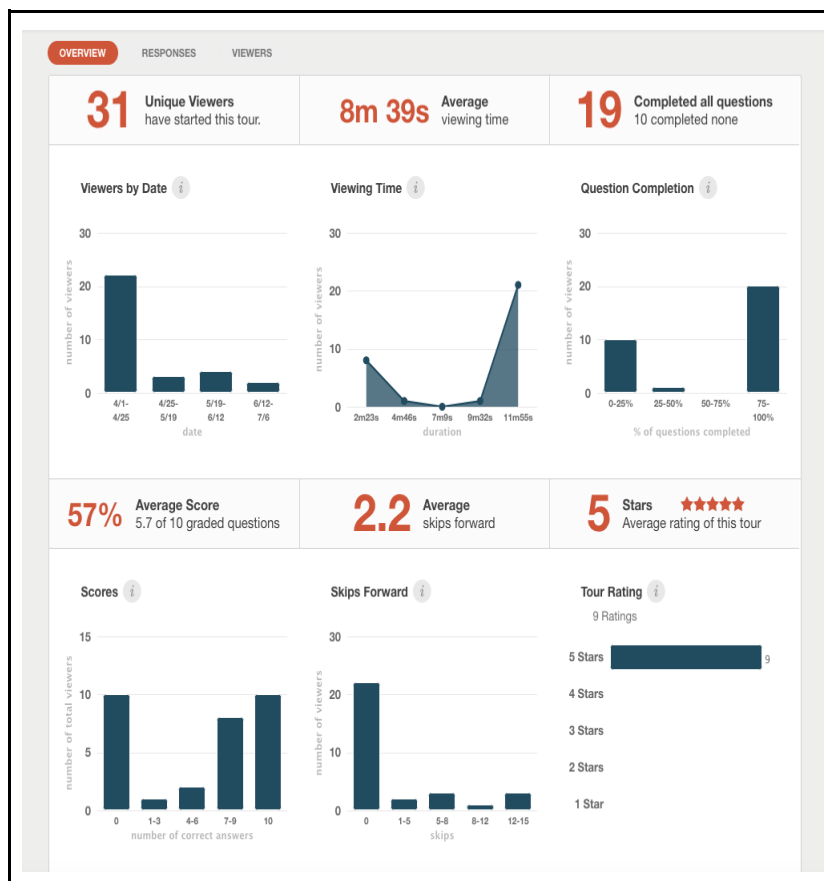 OVERVIEW RESPONSES VIEWERS
31 Unique Viewers have started this tour.
8m 39s Average viewing time
19 Completed all questions 10 completed none
Viewers by Date i
number of viewers
30
20
10
0
4/1-4/25 4/25-5/19 5/19-6/12 6/12-7/6
date
Viewing Time i
number of viewers
30
20
10
0
2m23s 4m46s 7m9s 9m32s 11m55s
duration
Question Completion i
number of viewers
30
20
10
0
0-25% 25-50% 50-75% 75-100%
% of questions completed
57% Average Score 5.7 of 10 graded questions
2.2 Average skips forward
5 Stars Average rating of this tour
Scores i
number of total viewers
15
10
5
0
0 1-3 4-6 7-9 10
number of correct answers
Skips Forward i
number of viewers
30
20
10
0
0 1-5 5-8 8-12 12-15
skips
Tour Rating i
9 Ratings
5 Stars 9
4 Stars
3 Stars
2 Stars
1 Star